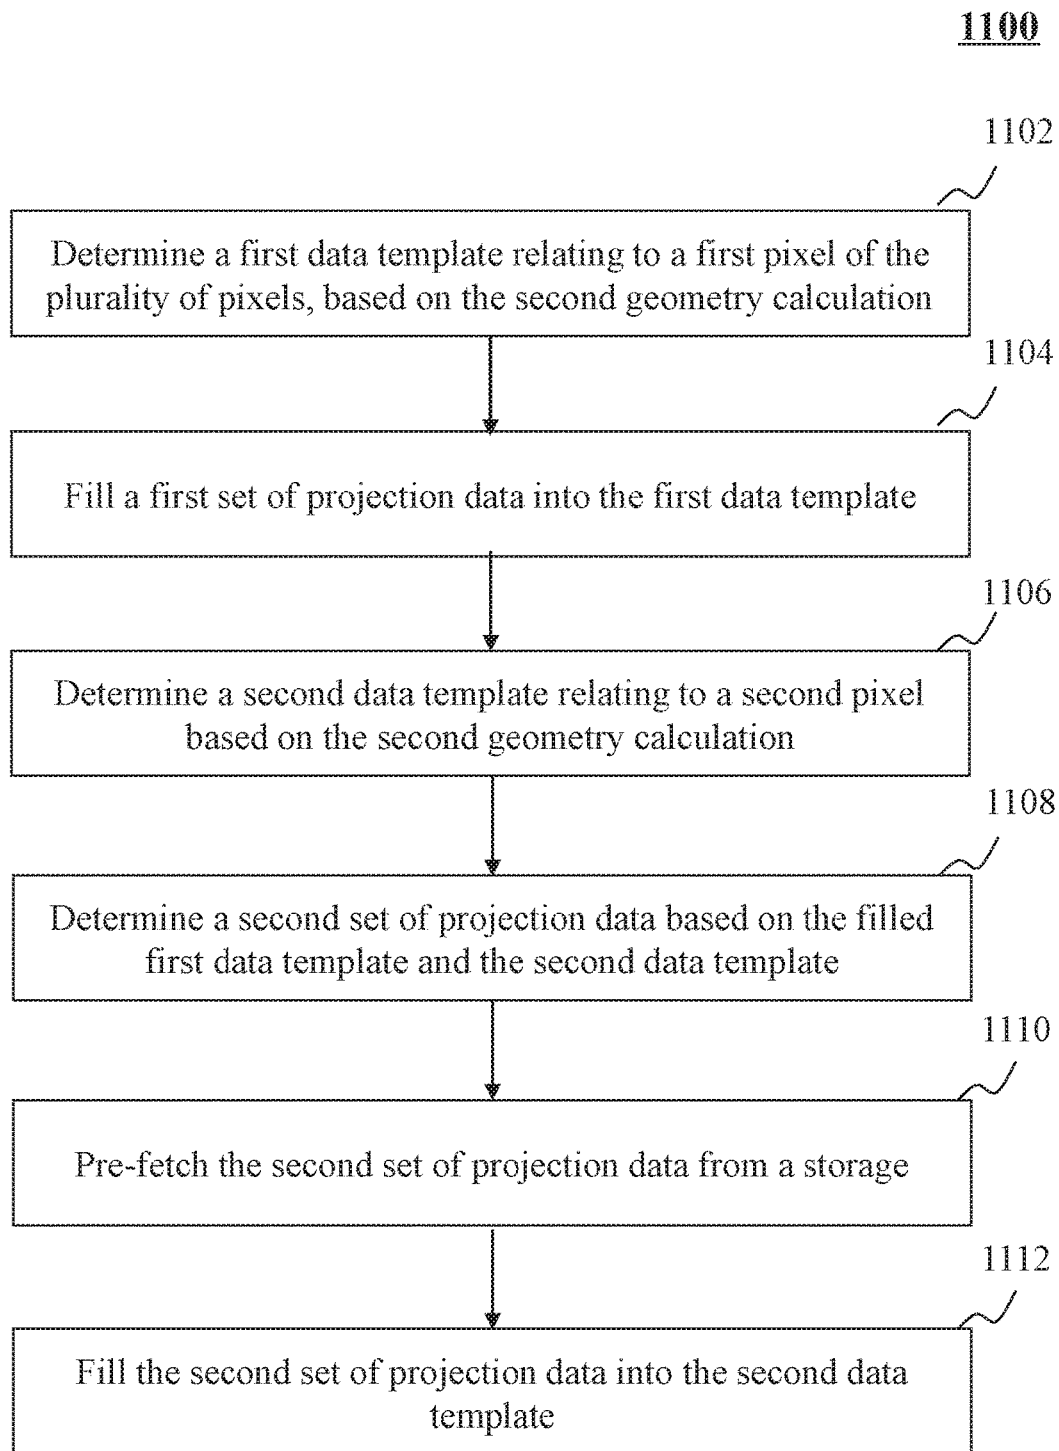 1100
1102
Determine a first data template relating to a first pixel of the
plurality of pixels, based on the second geometry calculation
1104
Fill a first set of projection data into the first data template
1106
Determine a second data template relating to a second pixel
based on the second geometry calculation
1108
Determine a second set of projection data based on the filled
first data template and the second data template
1110
Pre-fetch the second set of projection data from a storage
1112
Fill the second set of projection data into the second data
template